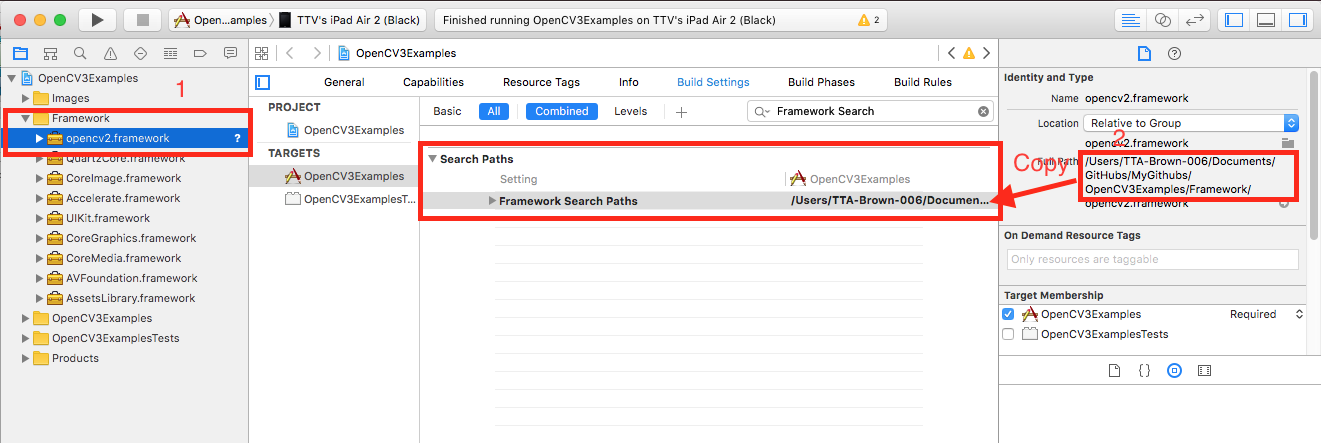 Open...amples
TTV's iPad Air 2 (Black)
Finished running OpenCV3Examples on TTV's iPad Air 2 (Black)
2
OpenCV3Examples
Images
1
Framework
opencv2.framework
?
QuartzCore.framework
CoreImage.framework
Accelerate.framework
UIKit.framework
CoreGraphics.framework
CoreMedia.framework
AVFoundation.framework
AssetsLibrary.framework
OpenCV3Examples
OpenCV3ExamplesTests
Products
OpenCV3Examples
General
Capabilities
Resource Tags
Info
Build Settings
Build Phases
Build Rules
PROJECT
OpenCV3Examples
TARGETS
OpenCV3Examples
OpenCV3ExamplesT...
Basic
All
Combined
Levels
Framework Search
Search Paths
Setting
OpenCV3Examples
Framework Search Paths
/Users/TTA-Brown-006/Documen...
Copy
2
Identity and Type
Name opencv2.framework
Location Relative to Group
opencv2.framework
Full Path /Users/TTA-Brown-006/Documents/
GitHubs/MyGithubs/
OpenCV3Examples/Framework/
opencv2.framework
On Demand Resource Tags
Only resources are taggable
Target Membership
OpenCV3Examples
Required
OpenCV3ExamplesTests